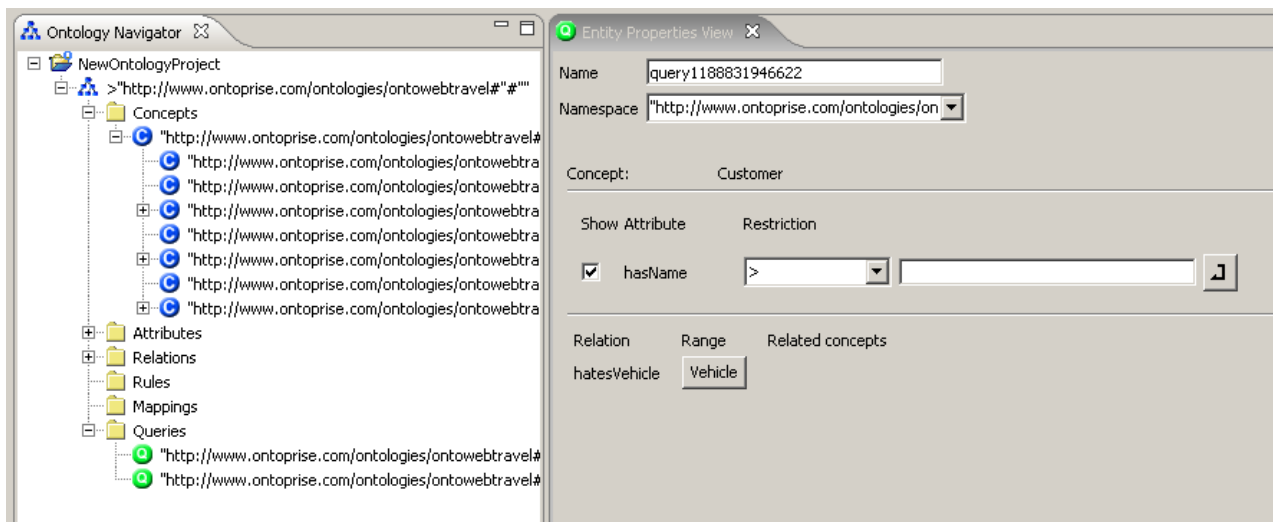 Ontology Navigator
NewOntologyProject
>"http://www.ontoprise.com/ontologies/ontowebtravel#"#""
Concepts
"http://www.ontoprise.com/ontologies/ontowebtravel#
"http://www.ontoprise.com/ontologies/ontowebtra
"http://www.ontoprise.com/ontologies/ontowebtra
"http://www.ontoprise.com/ontologies/ontowebtra
"http://www.ontoprise.com/ontologies/ontowebtra
"http://www.ontoprise.com/ontologies/ontowebtra
"http://www.ontoprise.com/ontologies/ontowebtra
"http://www.ontoprise.com/ontologies/ontowebtra
Attributes
Relations
Rules
Mappings
Queries
"http://www.ontoprise.com/ontologies/ontowebtravel#
"http://www.ontoprise.com/ontologies/ontowebtravel#
Entity Properties View
Name query1188831946622
Namespace "http://www.ontoprise.com/ontologies/on
Concept: Customer
Show Attribute Restriction
hasName >
Relation Range Related concepts
hatesVehicle Vehicle